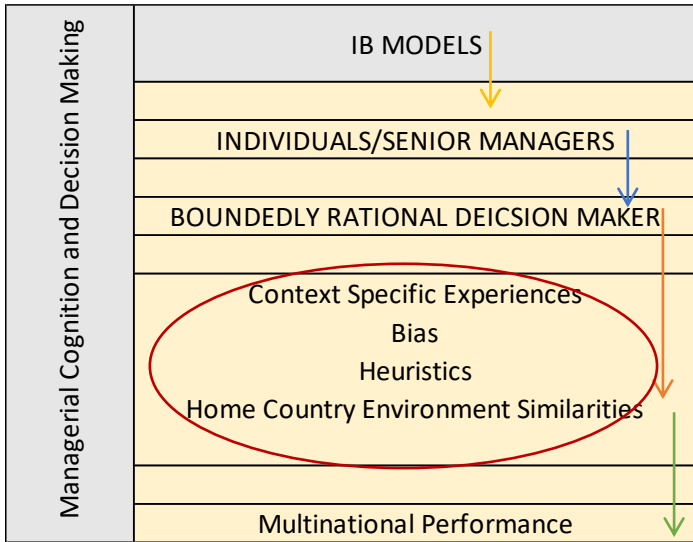 Managerial Cognition and Decision Making
IB MODELS
INDIVIDUALS/SENIOR MANAGERS
BOUNDEDLY RATIONAL DEICSION MAKER
Context Specific Experiences
Bias
Heuristics
Home Country Environment Similarities
Multinational Performance